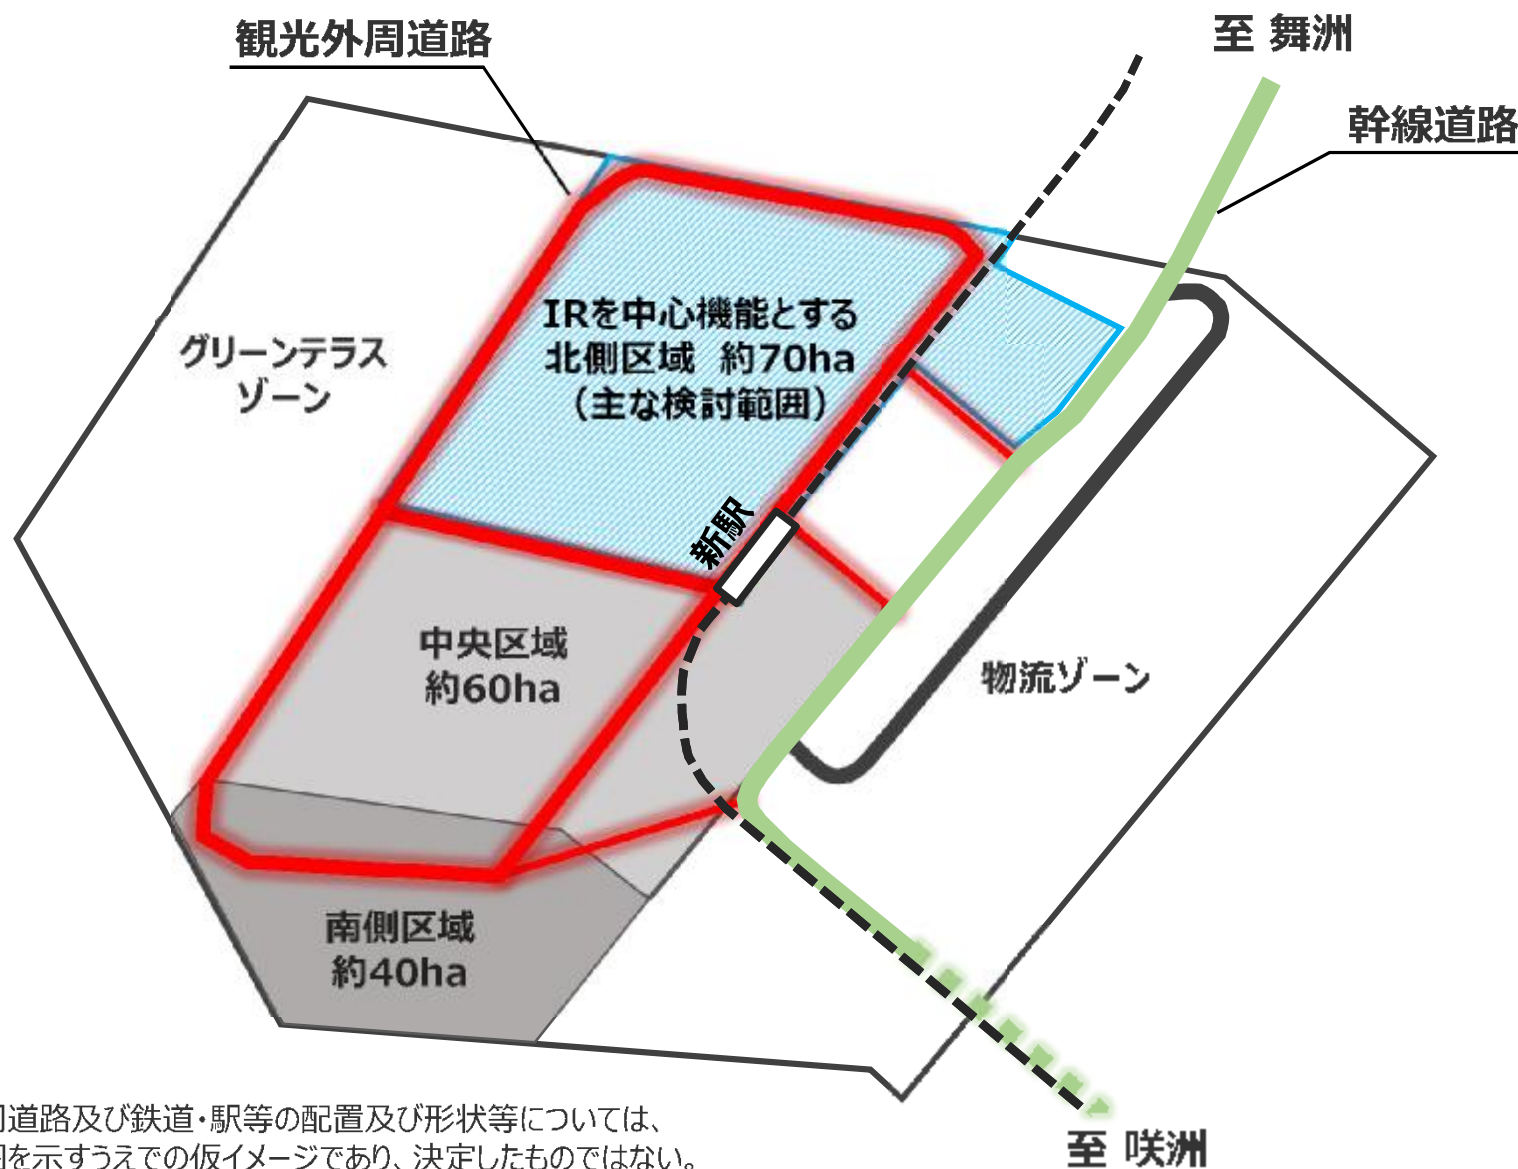 観光外周道路
至 舞洲
幹線道路
IRを中心機能とする
北側区域 約70ha
（主な検討範囲）
グリーンテラス
ゾーン
新駅
中央区域
約60ha
物流ゾーン
南側区域
約40ha
道路及び鉄道・駅等の配置及び形状等については、
を示すうえでの仮イメージであり、決定したものではない。
至 咲洲